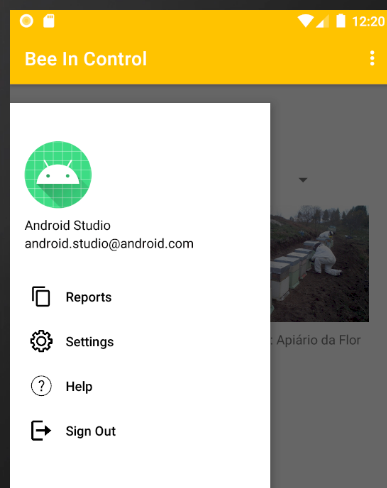 12:20
Bee In Control
Android Studio
android.studio@android.com
Reports
Settings
? Help
Sign Out
: Apiário da Flor